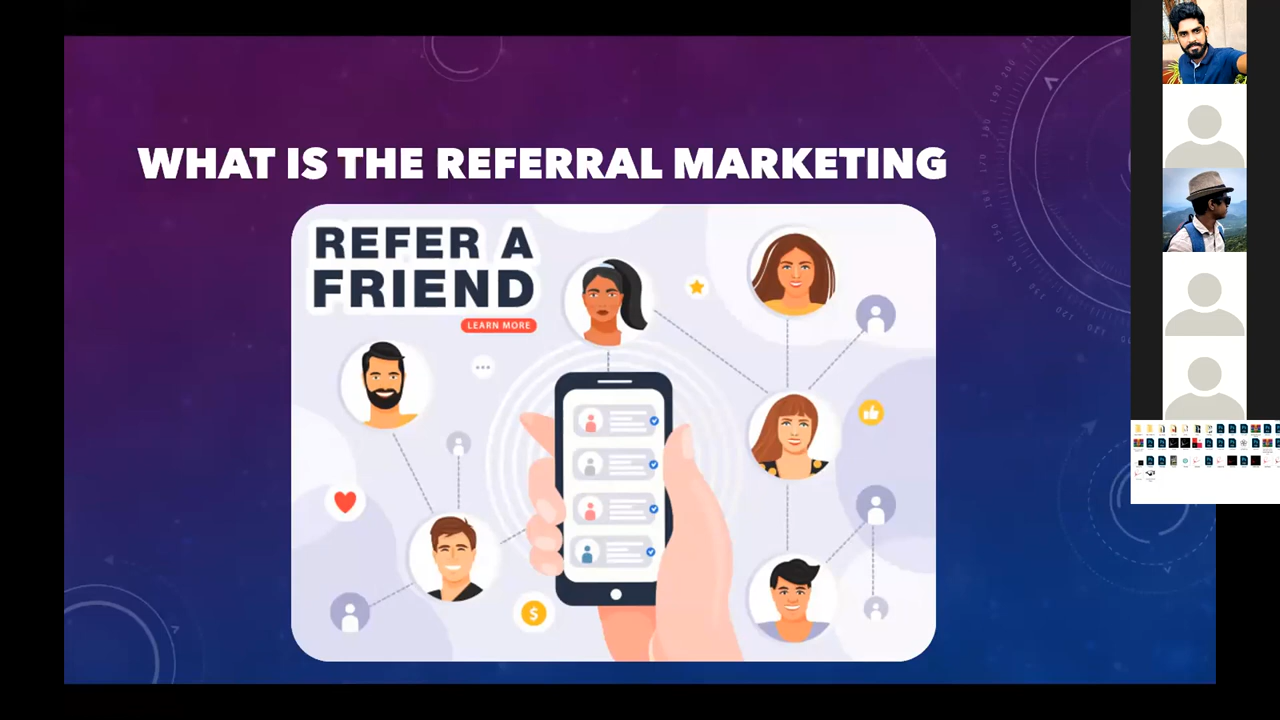 WHAT IS THE REFERRAL MARKETING
REFER A
FRIEND
LEARN MORE
$